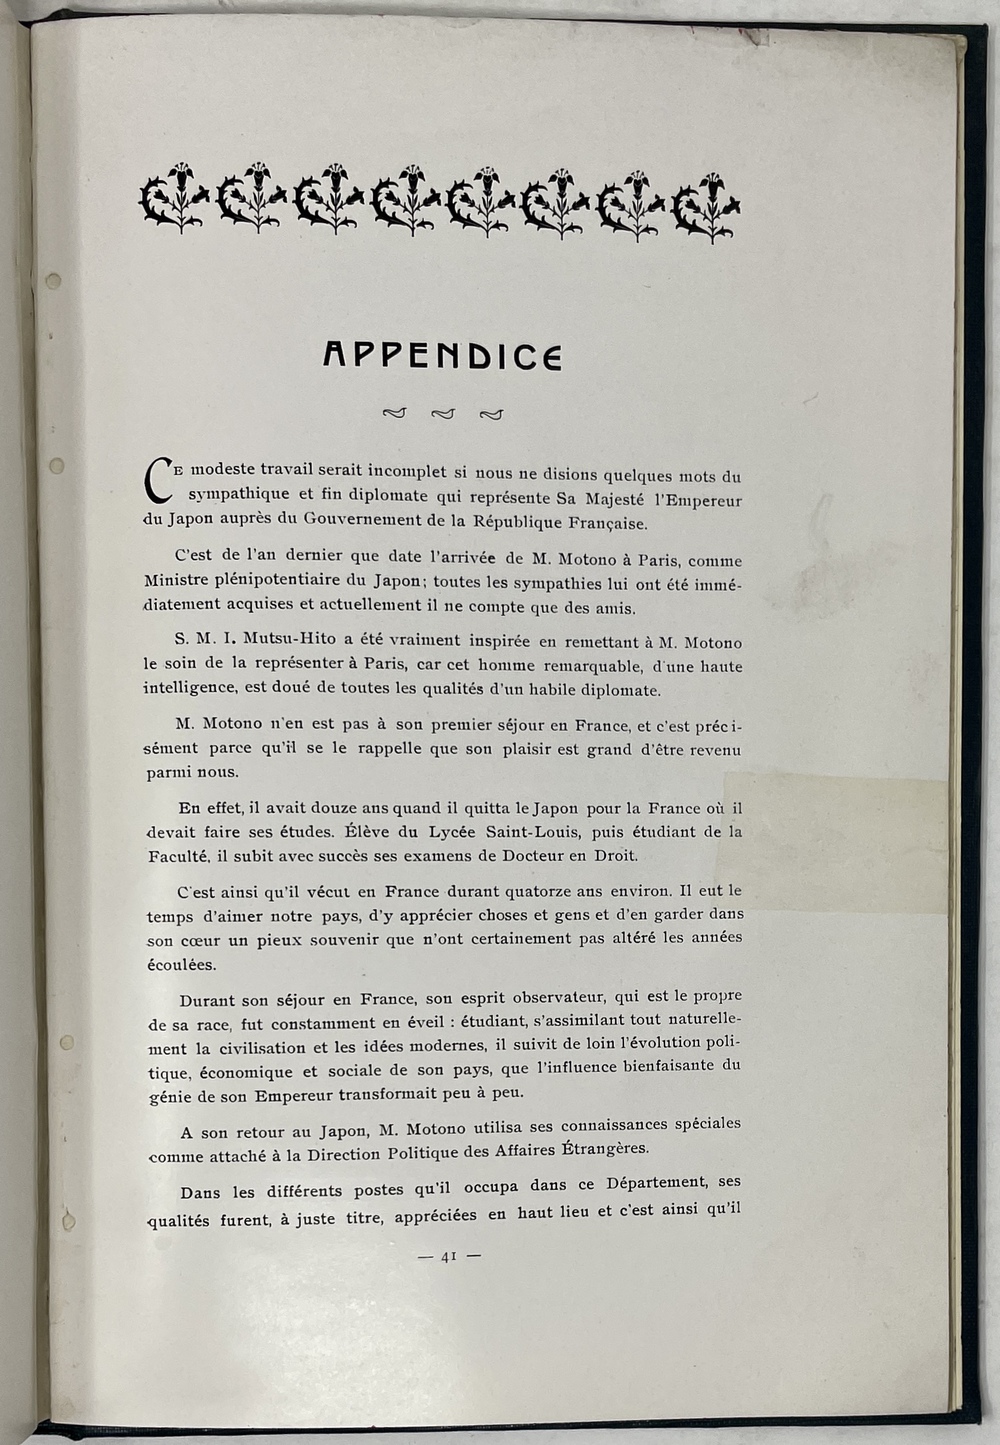 APPENDICE
CE modeste travail serait incomplet si nous ne disions quelques mots du
sympathique et fin diplomate qui représente Sa Majesté l'Empereur
du Japon auprès du Gouvernement de la République Française.
C'est de l'an dernier que date l'arrivée de M. Motono à Paris, comme
Ministre plénipotentiaire du Japon; toutes les sympathies lui ont été immé-
diatement acquises et actuellement il ne compte que des amis.
S. M. I. Mutsu-Hito a été vraiment inspirée en remettant à M. Motono
le soin de la représenter à Paris, car cet homme remarquable, d'une haute
intelligence, est doué de toutes les qualités d'un habile diplomate.
M. Motono n'en est pas à son premier séjour en France, et c'est préci-
sément parce qu'il se le rappelle que son plaisir est grand d'être revenu
parmi nous.
En effet, il avait douze ans quand il quitta le Japon pour la France où il
devait faire ses études. Élève du Lycée Saint-Louis, puis étudiant de la
Faculté, il subit avec succès ses examens de Docteur en Droit.
C'est ainsi qu'il vécut en France durant quatorze ans environ. Il eut le
temps d'aimer notre pays, d'y apprécier choses et gens et d'en garder dans
son cœur un pieux souvenir que n'ont certainement pas altéré les années
écoulées.
Durant son séjour en France, son esprit observateur, qui est le propre
de sa race, fut constamment en éveil : étudiant, s'assimilant tout naturelle-
ment la civilisation et les idées modernes, il suivit de loin l'évolution poli-
tique, économique et sociale de son pays, que l'influence bienfaisante du
génie de son Empereur transformait peu à peu.
A son retour au Japon, M. Motono utilisa ses connaissances spéciales
comme attaché à la Direction Politique des Affaires Étrangères.
Dans les différents postes qu'il occupa dans ce Département, ses
qualités furent, à juste titre, appréciées en haut lieu et c'est ainsi qu'il
— 41 —